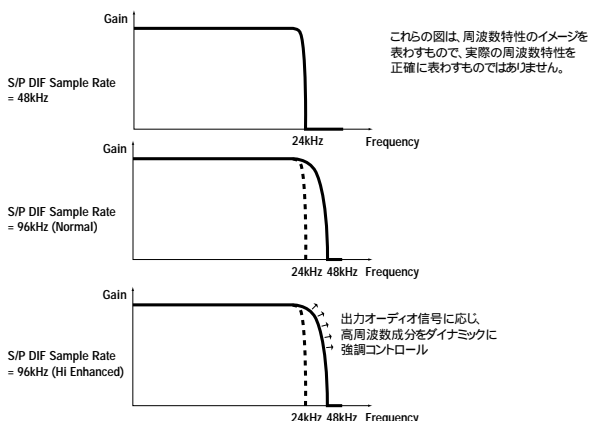 Gain
これらの図は、周波数特性のイメージを
表わすもので、実際の周波数特性を
正確に表わすものではありません。
S/P DIF Sample Rate
= 48kHz
24kHz Frequency
Gain
S/P DIF Sample Rate
= 96kHz (Normal)
24kHz 48kHz Frequency
Gain
出力オーディオ信号に応じ、
高周波数成分をダイナミックに
強調コントロール
S/P DIF Sample Rate
= 96kHz (Hi Enhanced)
24kHz 48kHz Frequency